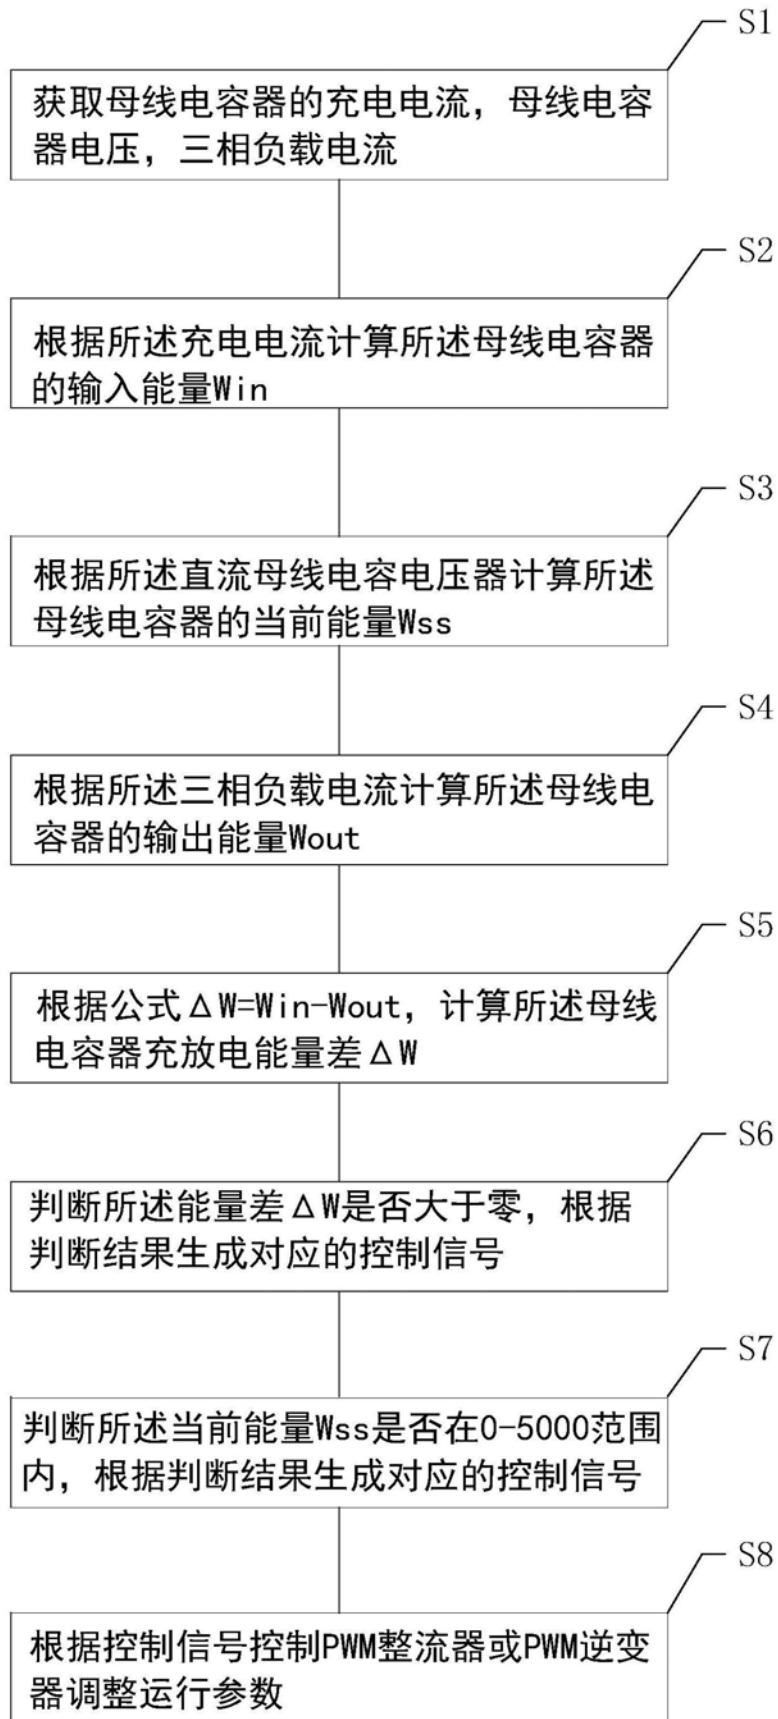 S1
获取母线电容器的充电电流，母线电容
器电压，三相负载电流
S2
根据所述充电电流计算所述母线电容器
的输入能量Win
S3
根据所述直流母线电容电压器计算所述
母线电容器的当前能量Wss
S4
根据所述三相负载电流计算所述母线电
容器的输出能量Wout
S5
根据公式ΔW=Win-Wout，计算所述母线
电容器充放电能量差ΔW
S6
判断所述能量差ΔW是否大于零，根据
判断结果生成对应的控制信号
S7
判断所述当前能量Wss是否在0-5000范围
内，根据判断结果生成对应的控制信号
S8
根据控制信号控制PWM整流器或PWM逆变
器调整运行参数